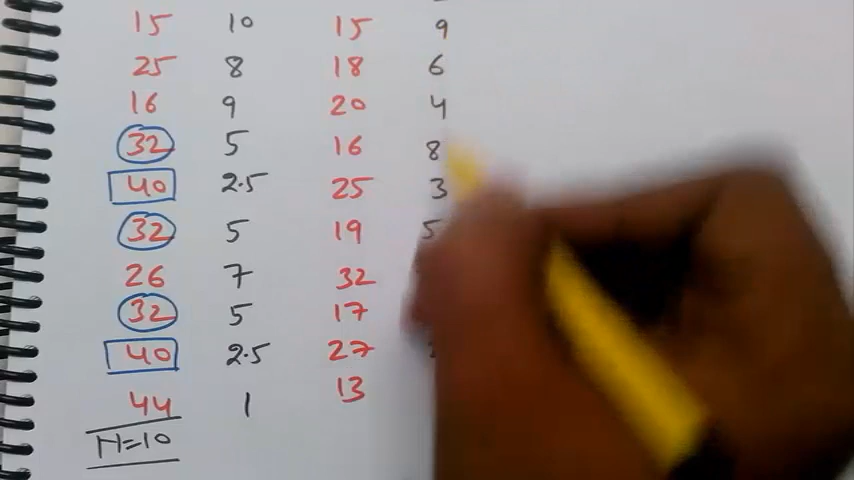 15 10 15 9
25 8 18 6
16 9 20 4
32 5 16 8
40 2.5 25 3
32 5 19 5
26 7 32
32 5 17
40 2.5 27
44 1 13
N=10